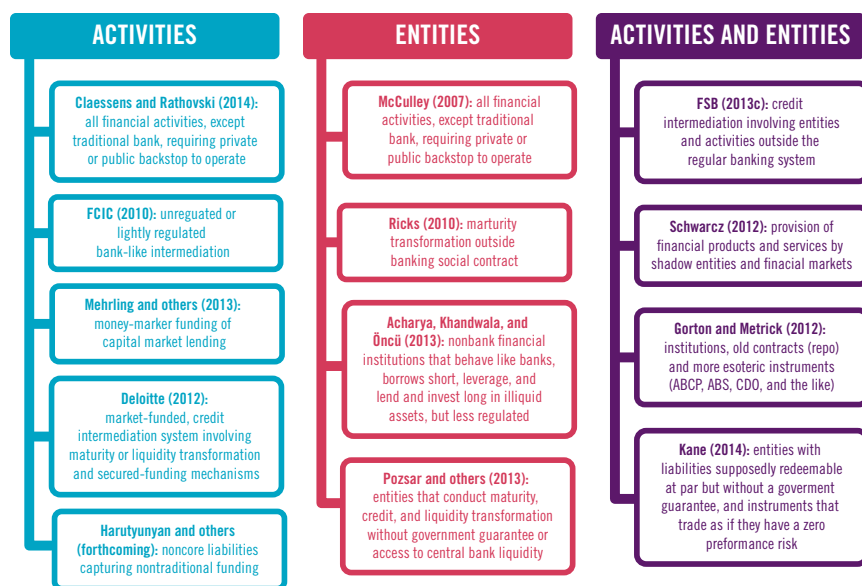 ACTIVITIES
Claessens and Rathovski (2014):
all financial activities, except
traditional bank, requiring private
or public backstop to operate
FCIC (2010): unreguated or
lightly regulated
bank-like intermediation
Mehrling and others (2013):
money-marker funding of
capital market lending
Deloitte (2012):
market-funded, credit
intermediation system involving
maturity or liquidity transformation
and secured-funding mechanisms
Harutyunyan and others
(forthcoming): noncore liabilities
capturing nontraditional funding
ENTITIES
McCulley (2007): all financial
activities, except traditional
bank, requiring private or
public backstop to operate
Ricks (2010): marturity
transformation outside
banking social contract
Acharya, Khandwala, and
Öncü (2013): nonbank financial
institutions that behave like banks,
borrows short, leverage, and
lend and invest long in illiquid
assets, but less regulated
Pozsar and others (2013):
entities that conduct maturity,
credit, and liquidity transformation
without government guarantee or
access to central bank liquidity
ACTIVITIES AND ENTITIES
FSB (2013c): credit
intermediation involving entities
and activities outside the
regular banking system
Schwarcz (2012): provision of
financial products and services by
shadow entities and finacial markets
Gorton and Metrick (2012):
institutions, old contracts (repo)
and more esoteric instruments
(ABCP, ABS, CDO, and the like)
Kane (2014): entities with
liabilities supposedly redeemable
at par but without a goverment
guarantee, and instruments that
trade as if they have a zero
preformance risk